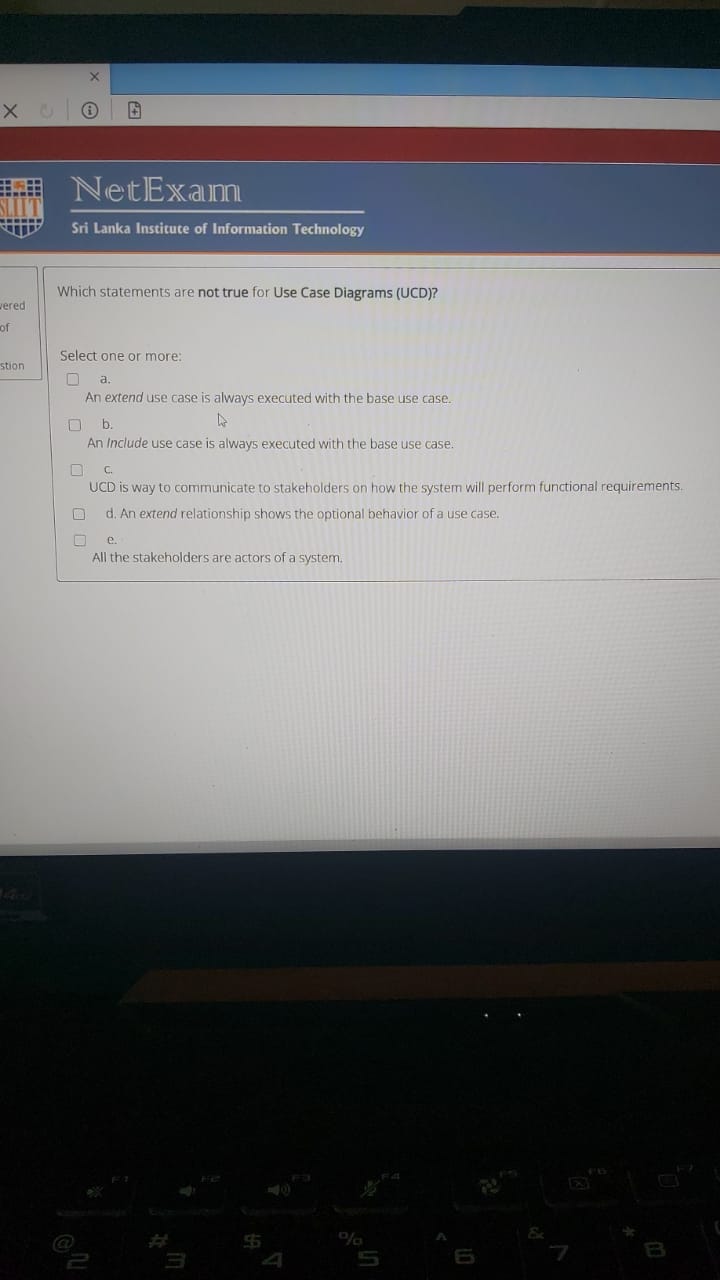 NetExam
SLIIT
Sri Lanka Institute of Information Technology
vered
of
stion
Which statements are not true for Use Case Diagrams (UCD)?
Select one or more:
a.
An extend use case is always executed with the base use case.
b.
An Include use case is always executed with the base use case.
c.
UCD is way to communicate to stakeholders on how the system will perform functional requirements.
d. An extend relationship shows the optional behavior of a use case.
e.
All the stakeholders are actors of a system.
F1 F2 F3 F4 F5 F6 F7
@ # $ % ^ & *
2 3 4 5 6 7 8